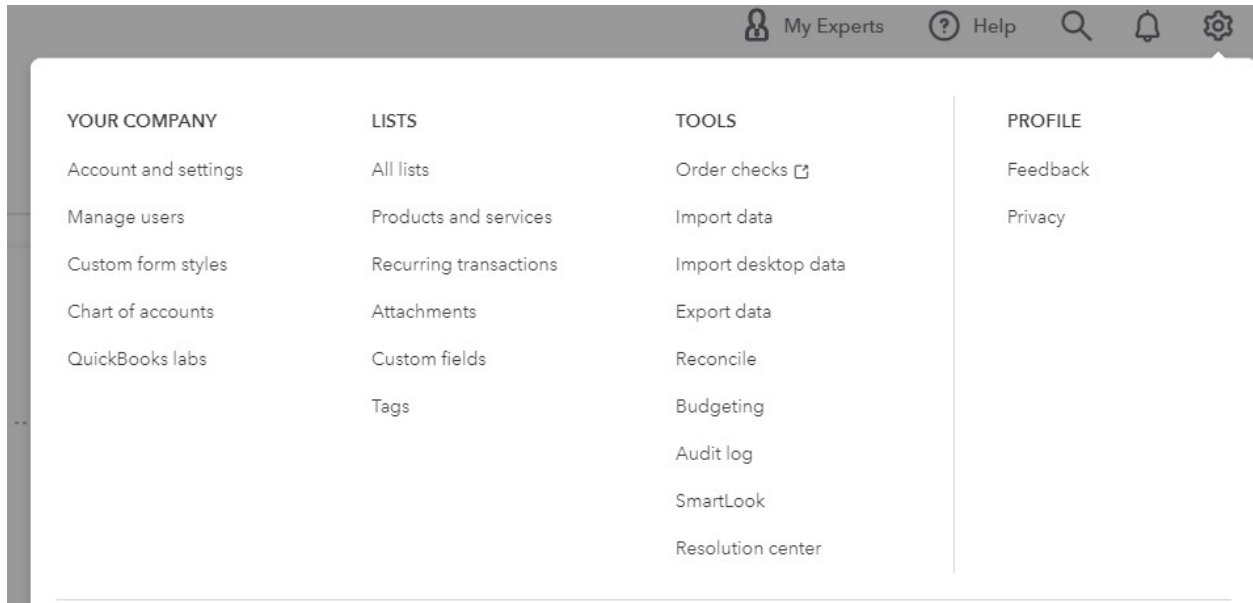 My Experts
Help
YOUR COMPANY
Account and settings
Manage users
Custom form styles
Chart of accounts
QuickBooks labs
LISTS
All lists
Products and services
Recurring transactions
Attachments
Custom fields
Tags
TOOLS
Order checks
Import data
Import desktop data
Export data
Reconcile
Budgeting
Audit log
SmartLook
Resolution center
PROFILE
Feedback
Privacy